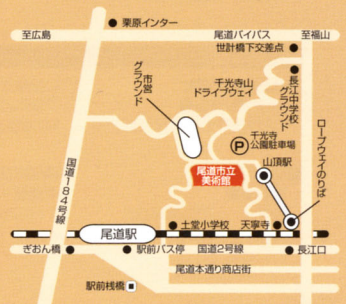 栗原インター
至広島
尾道バイパス
至福山
世計橋下交差点
市営
グラウンド
千光寺山
ドライブウェイ
長江中学校
グラウンド
ロープウェイのりば
P
千光寺
公園駐車場
山頂駅
尾道市立
美術館
国道184号線
土堂小学校
天寧寺
尾道駅
ぎおん橋
駅前バス停
国道2号線
長江口
尾道本通り商店街
駅前桟橋